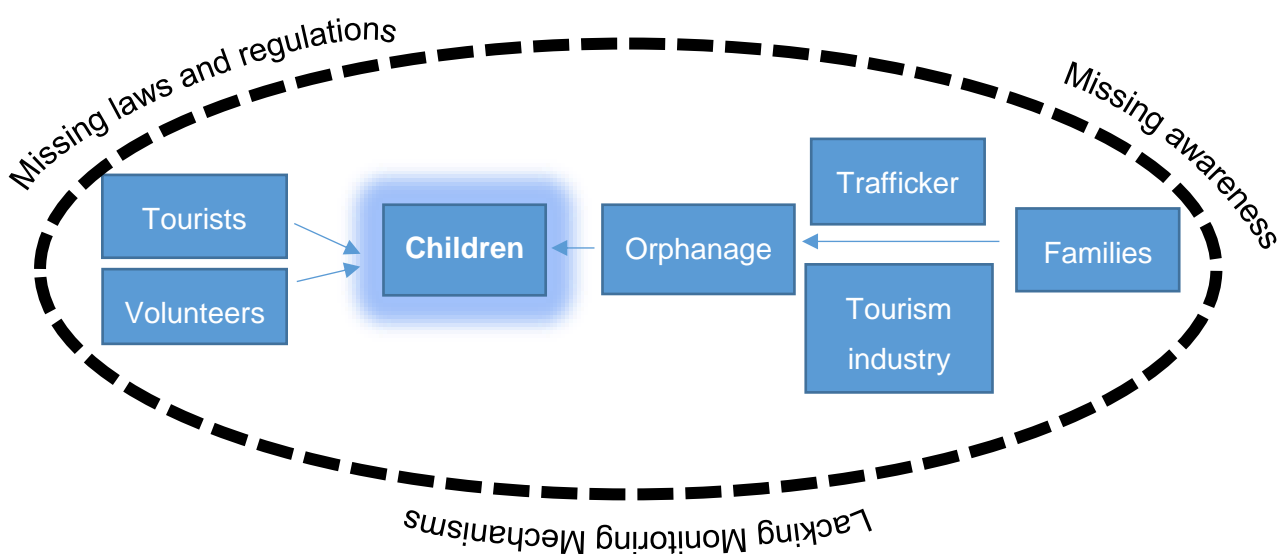 Missing laws and regulations
Missing awareness
Trafficker
Tourists
Children
Orphanage
Families
Volunteers
Tourism
industry
Lacking Monitoring Mechanisms